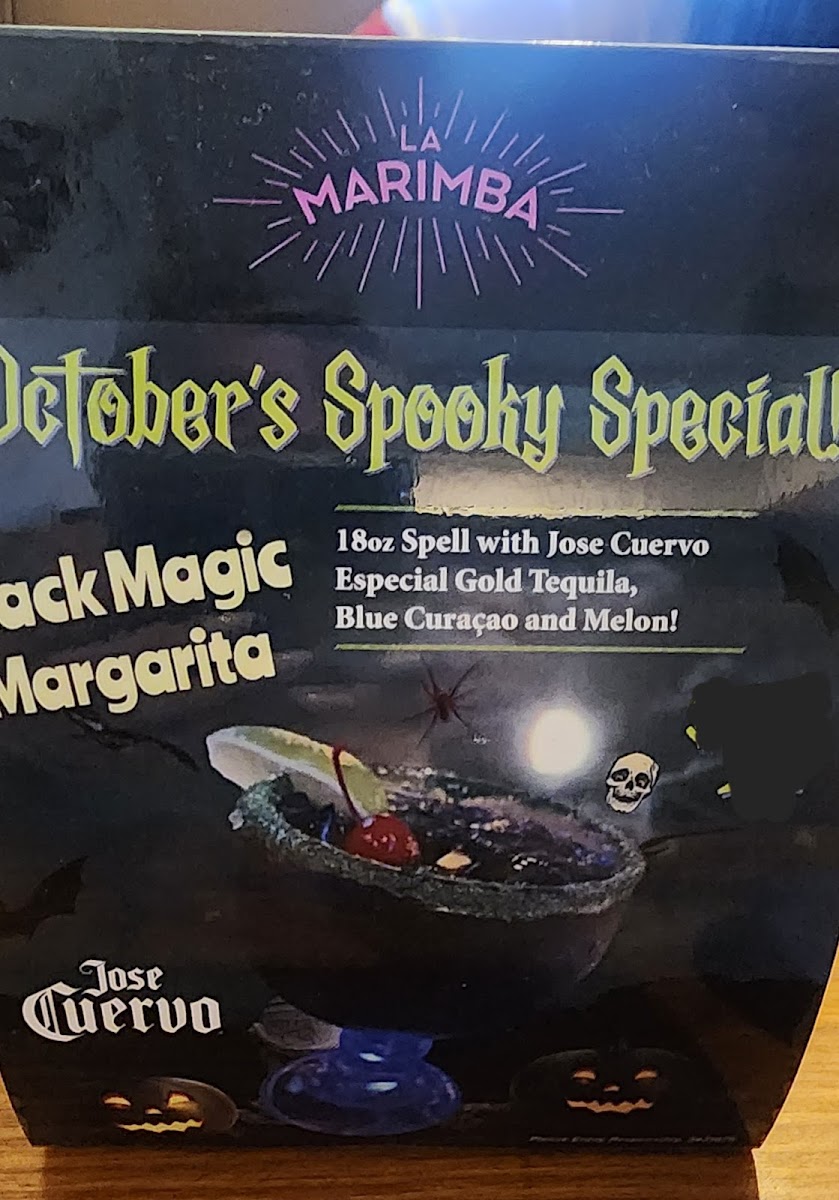 LA
MARIMBA
October's Spooky Special!
18oz Spell with Jose Cuervo
Especial Gold Tequila,
Blue Curaçao and Melon!
ack Magic
Margarita
Jose
Cuervo